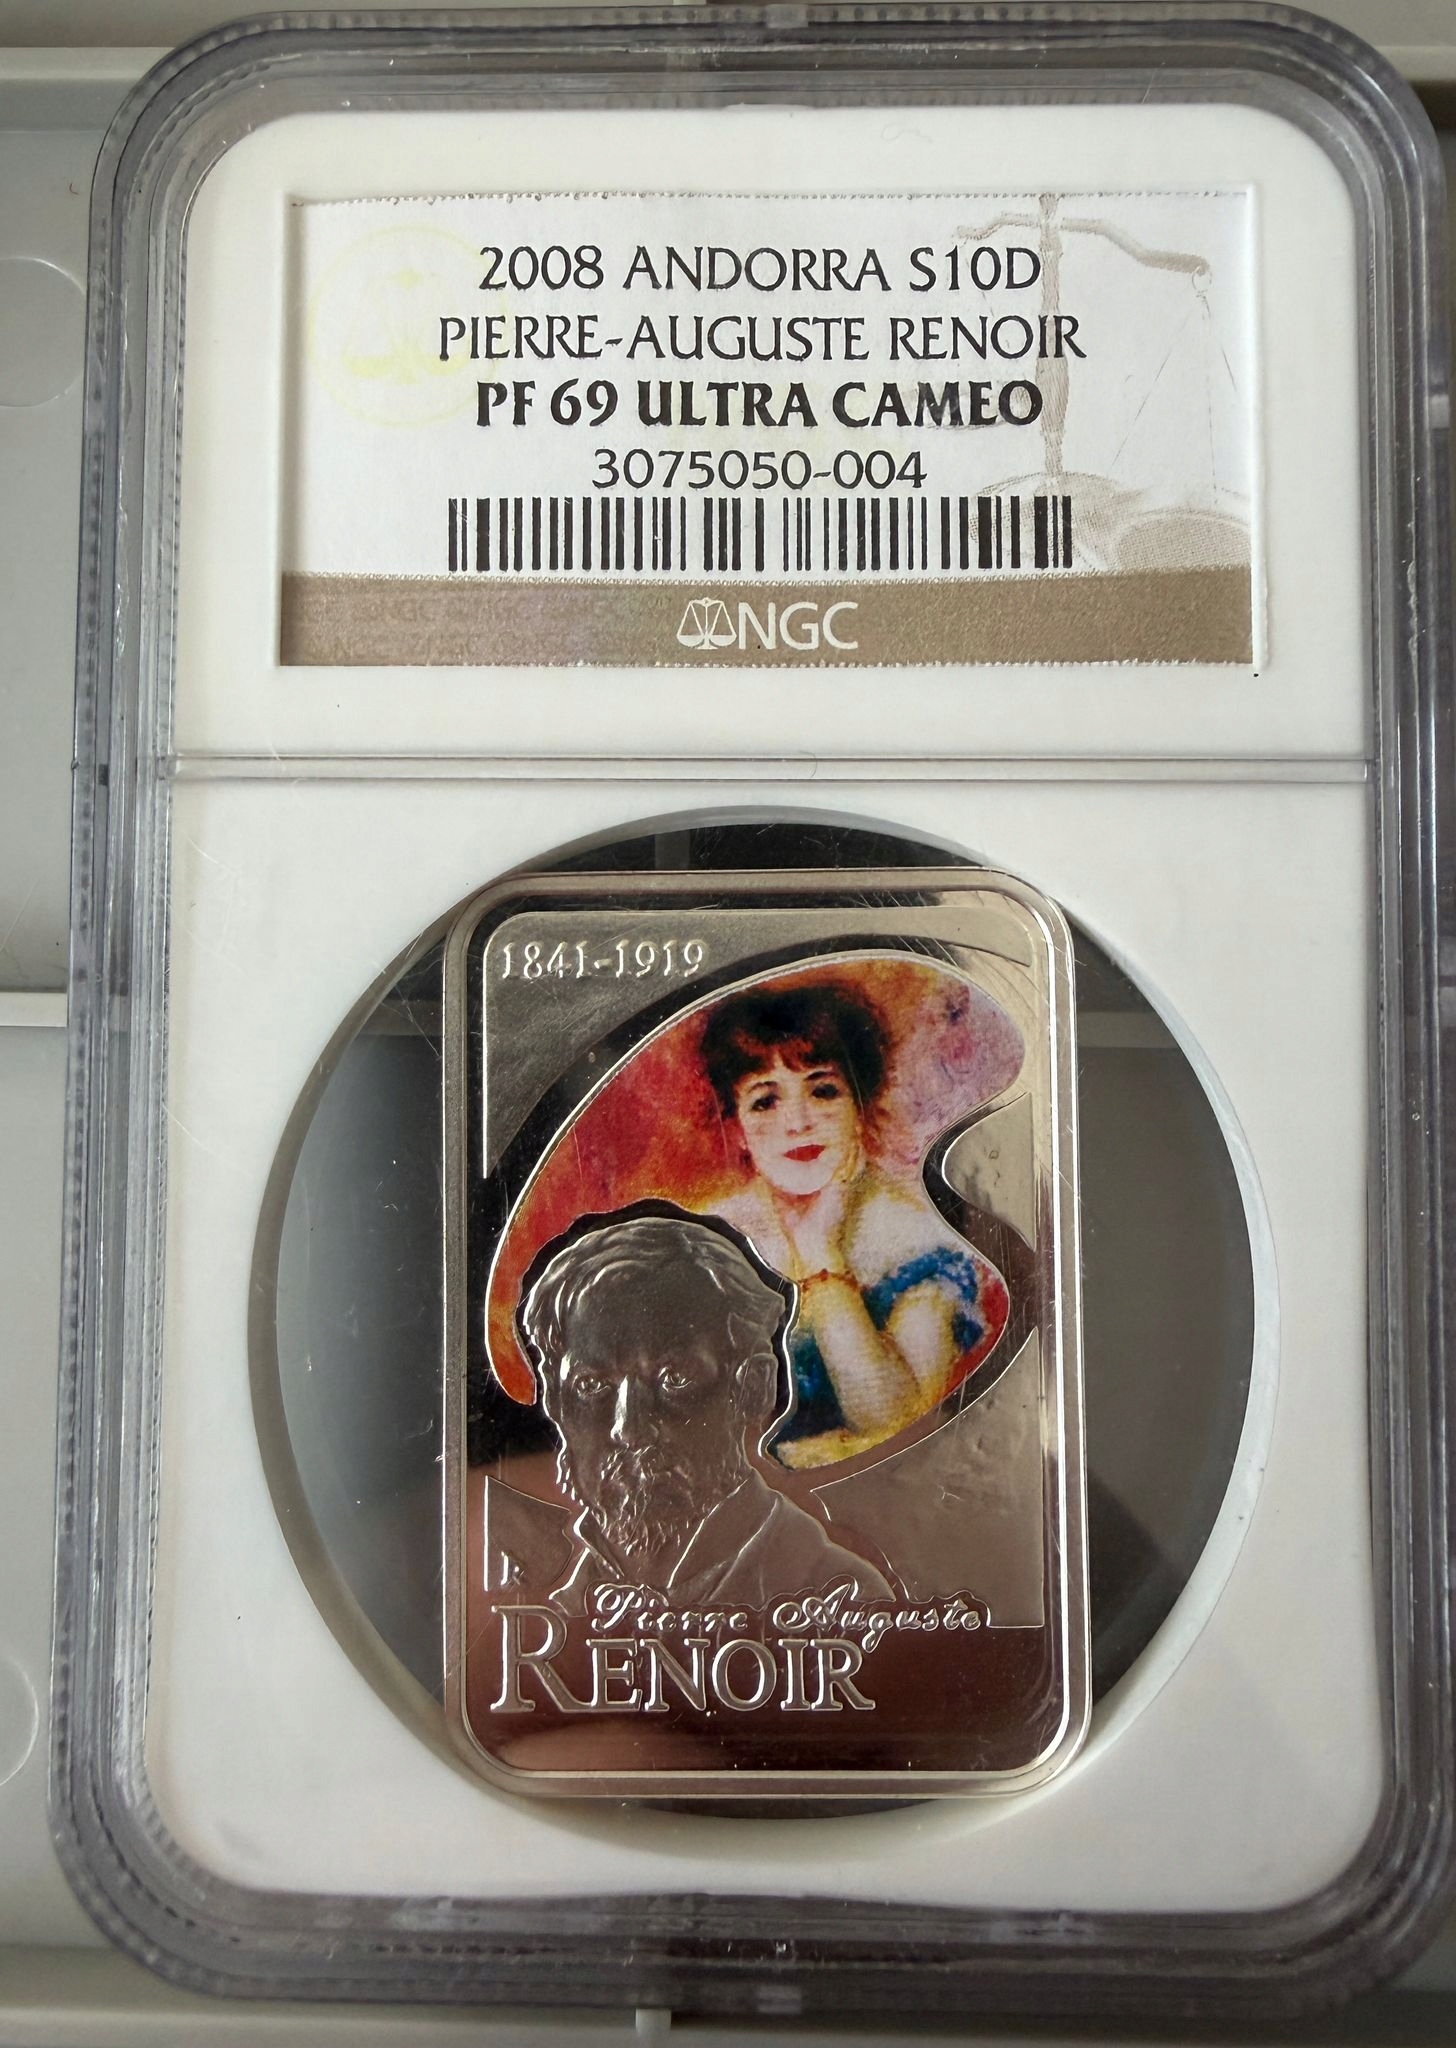 2008 ANDORRA S10D
PIERRE-AUGUSTE RENOIR
PF 69 ULTRA CAMEO
3075050-004
NGC
1841-1919
R
Pierre Auguste
RENOIR